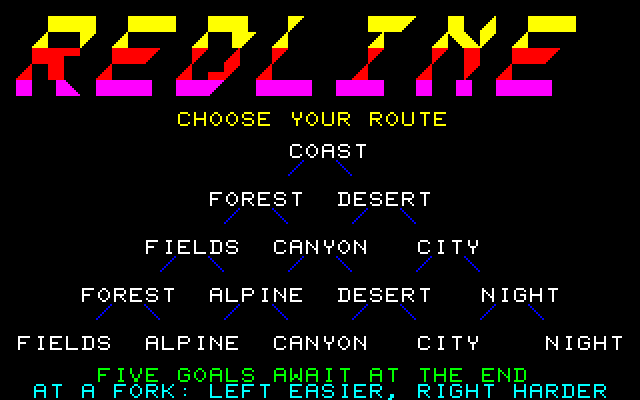 REDLINE
CHOOSE YOUR ROUTE
COAST
FOREST DESERT
FIELDS CANYON CITY
FOREST ALPINE DESERT NIGHT
FIELDS ALPINE CANYON CITY NIGHT
FIVE GOALS AWAIT AT THE END
AT A FORK: LEFT EASIER, RIGHT HARDER